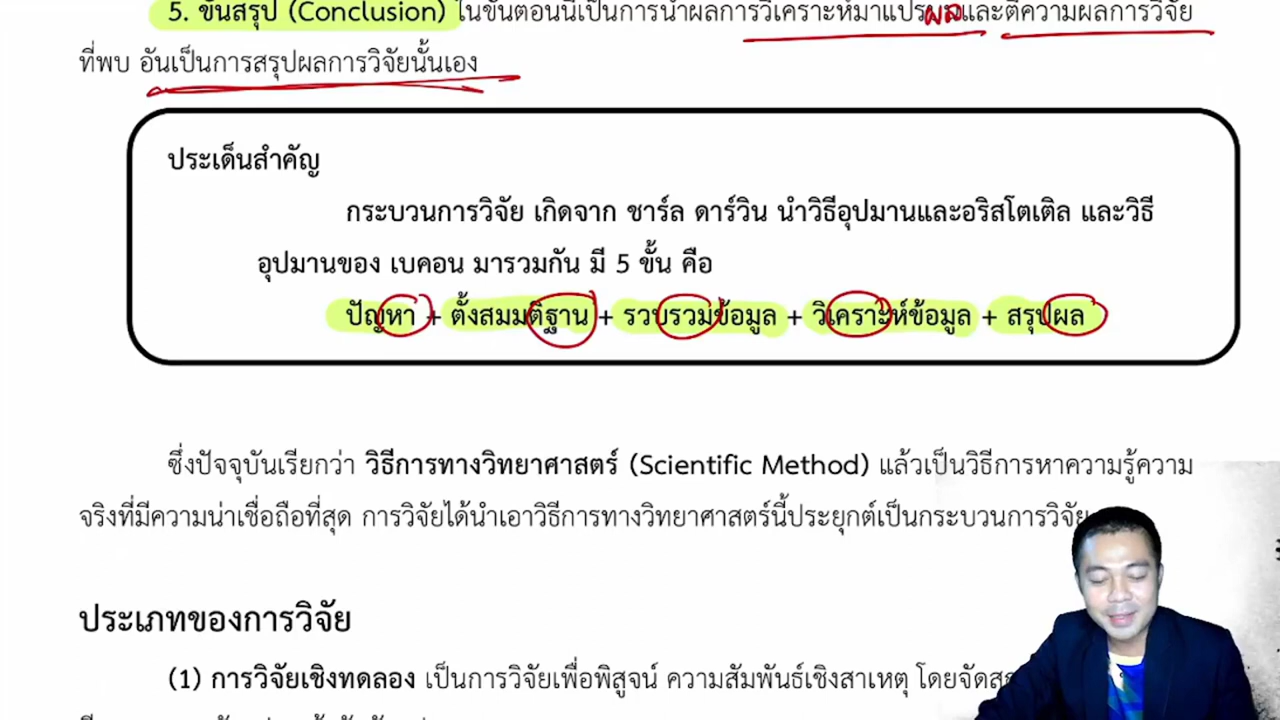 5. ขั้นสรุป (Conclusion) ในขั้นตอนนี้เป็นการนำผลการวิเคราะห์มาแปรผลและตีความผลการวิจัย
ผล
ที่พบ อันเป็นการสรุปผลการวิจัยนั้นเอง
ประเด็นสำคัญ
กระบวนการวิจัย เกิดจาก ชาร์ล ดาร์วิน นำวิธีอุปมานและอริสโตเติล และวิธี
อุปมานของ เบคอน มารวมกัน มี 5 ขั้น คือ
ปัญหา + ตั้งสมมติฐาน + รวบรวมข้อมูล + วิเคราะห์ข้อมูล + สรุปผล
ซึ่งปัจจุบันเรียกว่า วิธีการทางวิทยาศาสตร์ (Scientific Method) แล้วเป็นวิธีการหาความรู้ความ
จริงที่มีความน่าเชื่อถือที่สุด การวิจัยได้นำเอาวิธีการทางวิทยาศาสตร์นี้ประยุกต์เป็นกระบวนการวิจัย
ประเภทของการวิจัย
(1) การวิจัยเชิงทดลอง เป็นการวิจัยเพื่อพิสูจน์ ความสัมพันธ์เชิงสาเหตุ